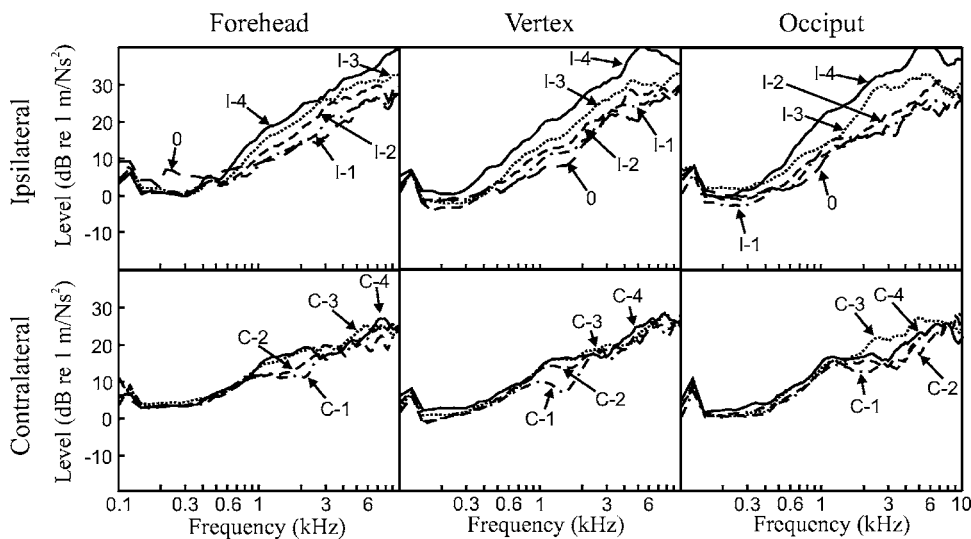 Forehead Vertex Occiput
Ipsilateral
Level (dB re 1 m/Ns²)
30
20
10
0
-10
0
I-4
I-3
I-2
I-1
I-4
I-3
I-1
I-2
0
I-4
I-2
I-3
0
I-1
Contralateral
Level (dB re 1 m/Ns²)
30
20
10
0
-10
C-4
C-3
C-2
C-1
C-4
C-3
C-2
C-1
C-4
C-3
C-1
C-2
0.1 0.3 0.6 1 3 6 0.3 0.6 1 3 6 0.3 0.6 1 3 6 10
Frequency (kHz) Frequency (kHz) Frequency (kHz)